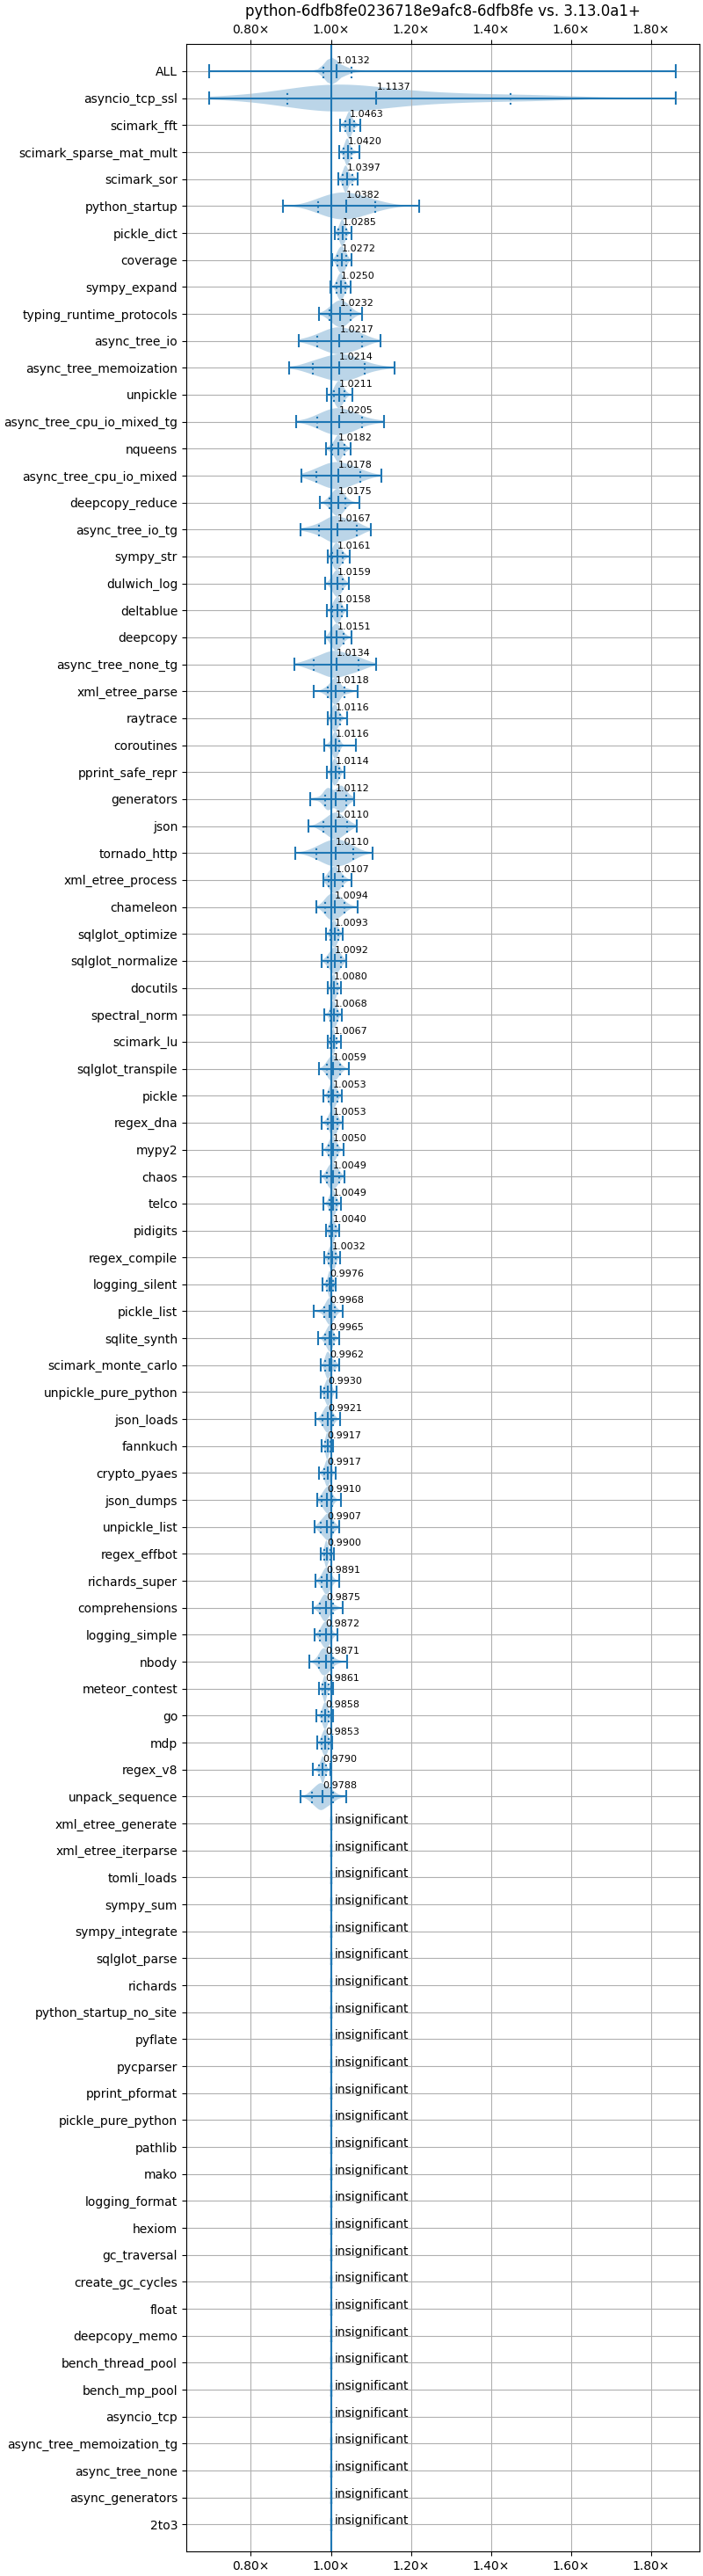 python-6dfb8fe0236718e9afc8-6dfb8fe vs. 3.13.0a1+
0.80× 1.00× 1.20× 1.40× 1.60× 1.80×
ALL 1.0132
asyncio_tcp_ssl 1.1137
scimark_fft 1.0463
scimark_sparse_mat_mult 1.0420
scimark_sor 1.0397
python_startup 1.0382
pickle_dict 1.0285
coverage 1.0272
sympy_expand 1.0250
typing_runtime_protocols 1.0232
async_tree_io 1.0217
async_tree_memoization 1.0214
unpickle 1.0211
async_tree_cpu_io_mixed_tg 1.0205
nqueens 1.0182
async_tree_cpu_io_mixed 1.0178
deepcopy_reduce 1.0175
async_tree_io_tg 1.0167
sympy_str 1.0161
dulwich_log 1.0159
deltablue 1.0158
deepcopy 1.0151
async_tree_none_tg 1.0134
xml_etree_parse 1.0118
raytrace 1.0116
coroutines 1.0116
pprint_safe_repr 1.0114
generators 1.0112
json 1.0110
tornado_http 1.0110
xml_etree_process 1.0107
chameleon 1.0094
sqlglot_optimize 1.0093
sqlglot_normalize 1.0092
docutils 1.0080
spectral_norm 1.0068
scimark_lu 1.0067
sqlglot_transpile 1.0059
pickle 1.0053
regex_dna 1.0053
mypy2 1.0050
chaos 1.0049
telco 1.0049
pidigits 1.0040
regex_compile 1.0032
logging_silent 0.9976
pickle_list 0.9968
sqlite_synth 0.9965
scimark_monte_carlo 0.9962
unpickle_pure_python 0.9930
json_loads 0.9921
fannkuch 0.9917
crypto_pyaes 0.9917
json_dumps 0.9910
unpickle_list 0.9907
regex_effbot 0.9900
richards_super 0.9891
comprehensions 0.9875
logging_simple 0.9872
nbody 0.9871
meteor_contest 0.9861
go 0.9858
mdp 0.9853
regex_v8 0.9790
unpack_sequence 0.9788
xml_etree_generate insignificant
xml_etree_iterparse insignificant
tomli_loads insignificant
sympy_sum insignificant
sympy_integrate insignificant
sqlglot_parse insignificant
richards insignificant
python_startup_no_site insignificant
pyflate insignificant
pycparser insignificant
pprint_pformat insignificant
pickle_pure_python insignificant
pathlib insignificant
mako insignificant
logging_format insignificant
hexiom insignificant
gc_traversal insignificant
create_gc_cycles insignificant
float insignificant
deepcopy_memo insignificant
bench_thread_pool insignificant
bench_mp_pool insignificant
asyncio_tcp insignificant
async_tree_memoization_tg insignificant
async_tree_none insignificant
async_generators insignificant
2to3 insignificant
0.80× 1.00× 1.20× 1.40× 1.60× 1.80×